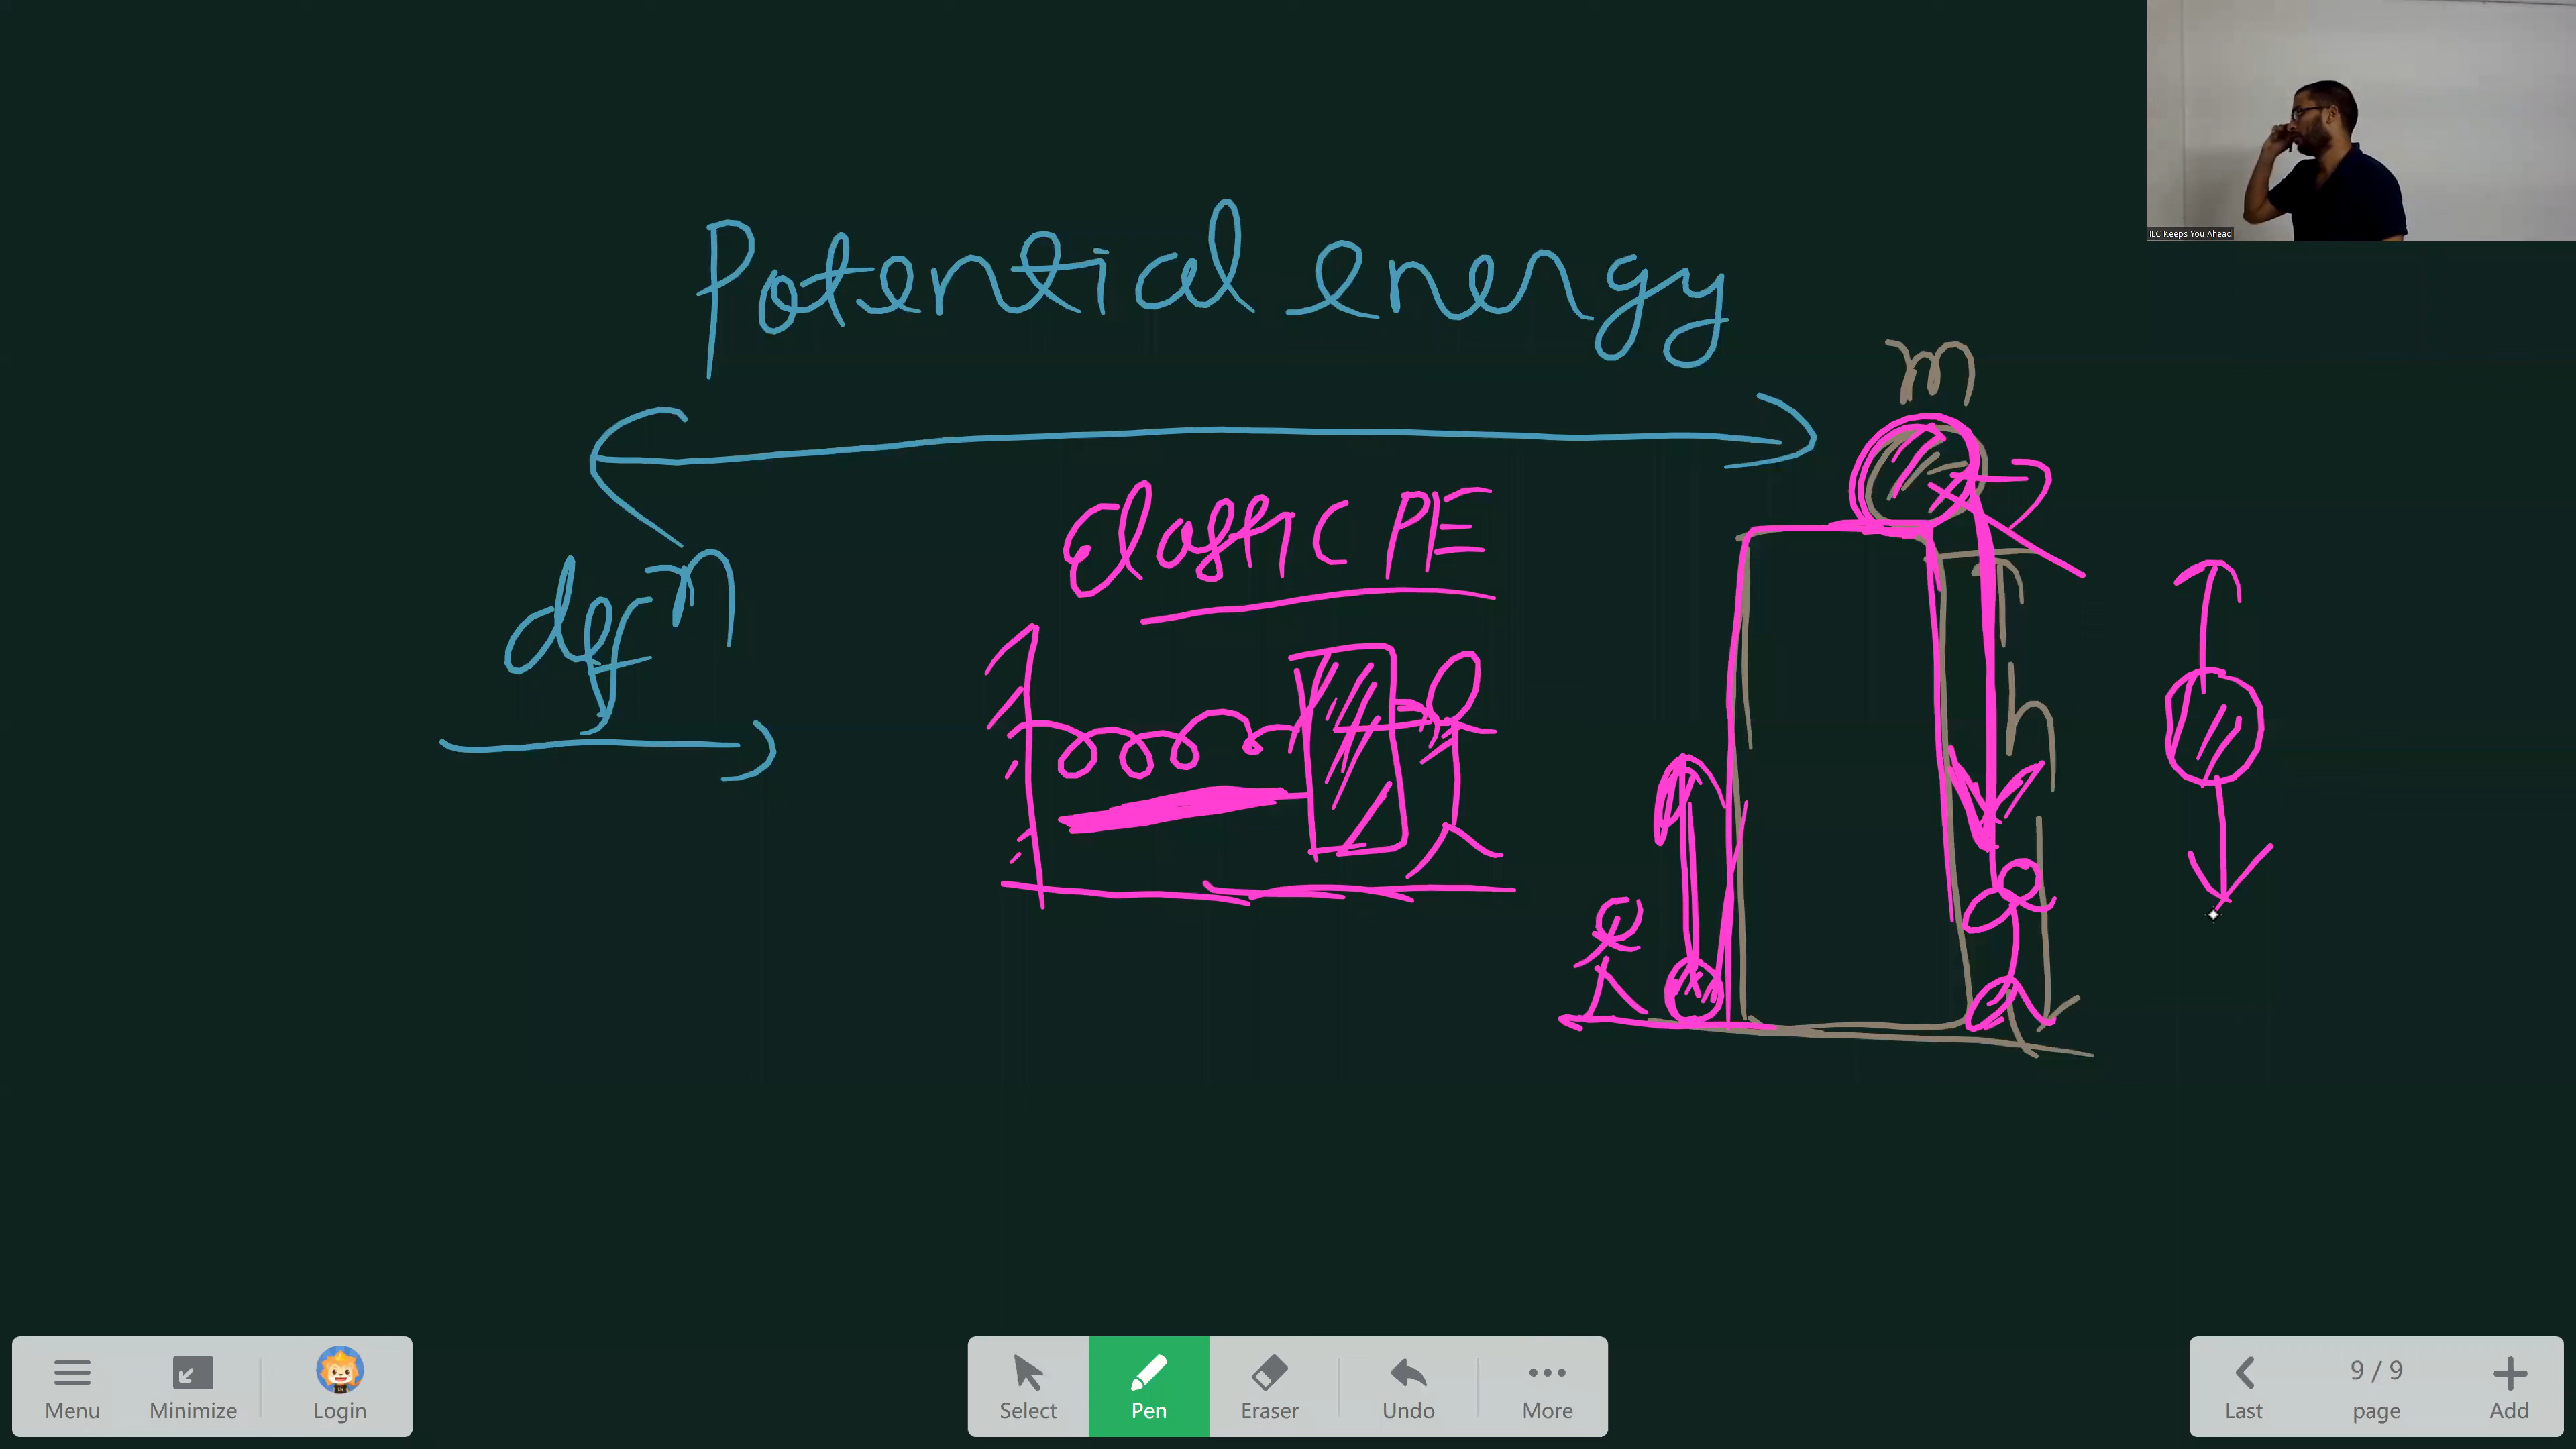 ILC Keeps You Ahead
Potential energy
m
Elastic PE
defn
h
Menu
Minimize
Login
Select
Pen
Eraser
Undo
More
Last
9 / 9
page
Add